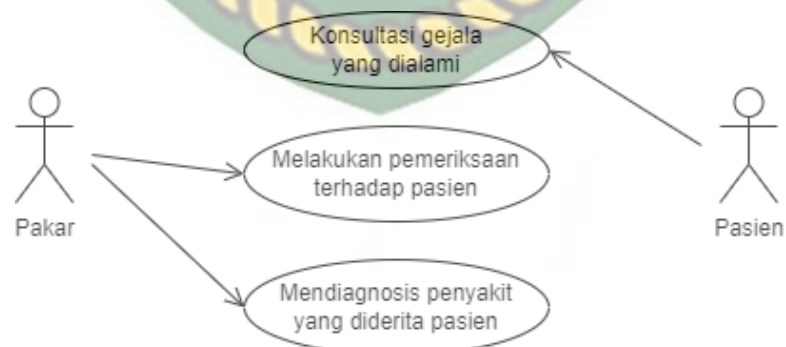 Konsultasi gejala
yang dialami
Melakukan pemeriksaan
terhadap pasien
Pakar
Pasien
Mendiagnosis penyakit
yang diderita pasien